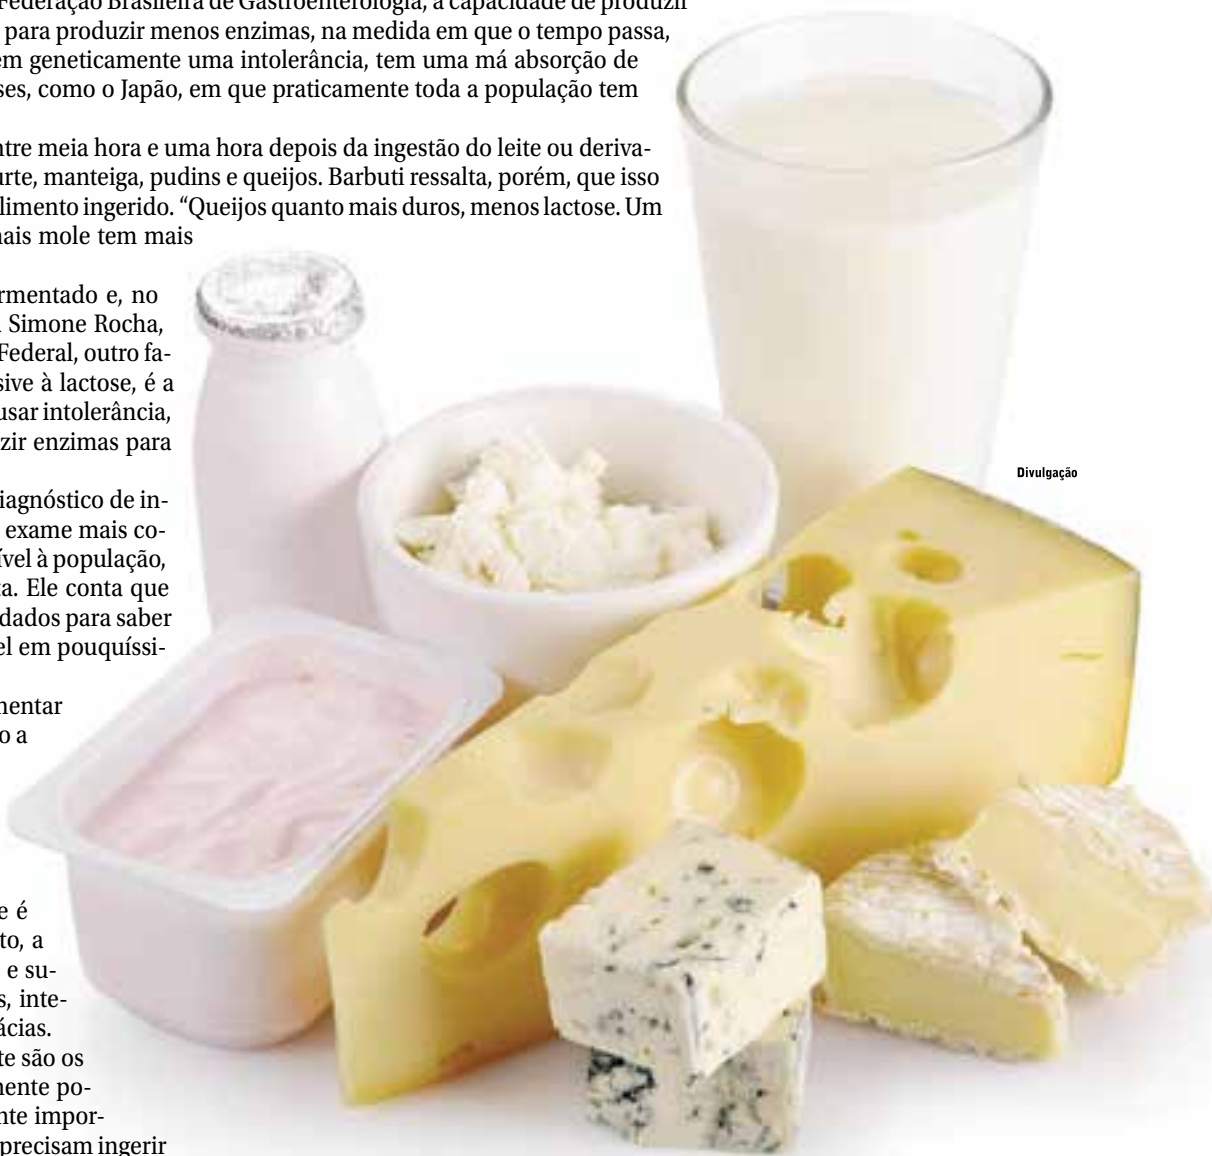 Federação Brasileira de Gastroenterologia, a capacidade de produzir
para produzir menos enzimas, na medida em que o tempo passa,
em geneticamente uma intolerância, tem uma má absorção de
ses, como o Japão, em que praticamente toda a população tem
ntre meia hora e uma hora depois da ingestão do leite ou deriva-
urte, manteiga, pudins e queijos. Barbuti ressalta, porém, que isso
limento ingerido. “Queijos quanto mais duros, menos lactose. Um
nais mole tem mais
rmentado e, no
Simone Rocha,
Federal, outro fa-
sive à lactose, é a
usar intolerância,
zir enzimas para
Divulgação
iagnóstico de in-
exame mais co-
ível à população,
ta. Ele conta que
dados para saber
el em pouquíssi-
mentar
o a
e é
to, a
e su-
s, inte-
ácias.
te são os
nente po-
nte impor-
precisam ingerir